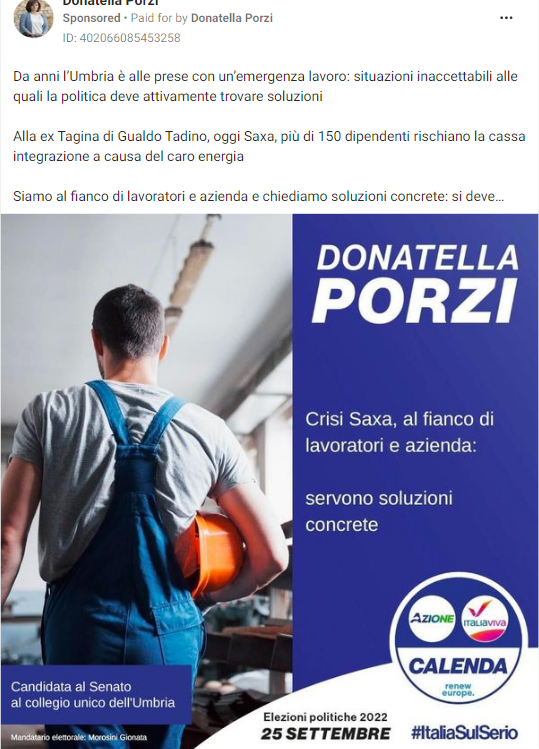 Donatella Porzi
Sponsored • Paid for by Donatella Porzi
ID: 402066085453258
Da anni l'Umbria è alle prese con un'emergenza lavoro: situazioni inaccettabili alle
quali la politica deve attivamente trovare soluzioni
Alla ex Tagina di Gualdo Tadino, oggi Saxa, più di 150 dipendenti rischiano la cassa
integrazione a causa del caro energia
Siamo al fianco di lavoratori e azienda e chiediamo soluzioni concrete: si deve...
DONATELLA
PORZI
Crisi Saxa, al fianco di
lavoratori e azienda:
servono soluzioni
concrete
AZIONE
ITALIAVIVA
CALENDA
renew
europe.
Candidata al Senato
al collegio unico dell'Umbria
Mandatario elettorale: Morosini Gionata
Elezioni politiche 2022
25 SETTEMBRE
#ItaliaSulSerio